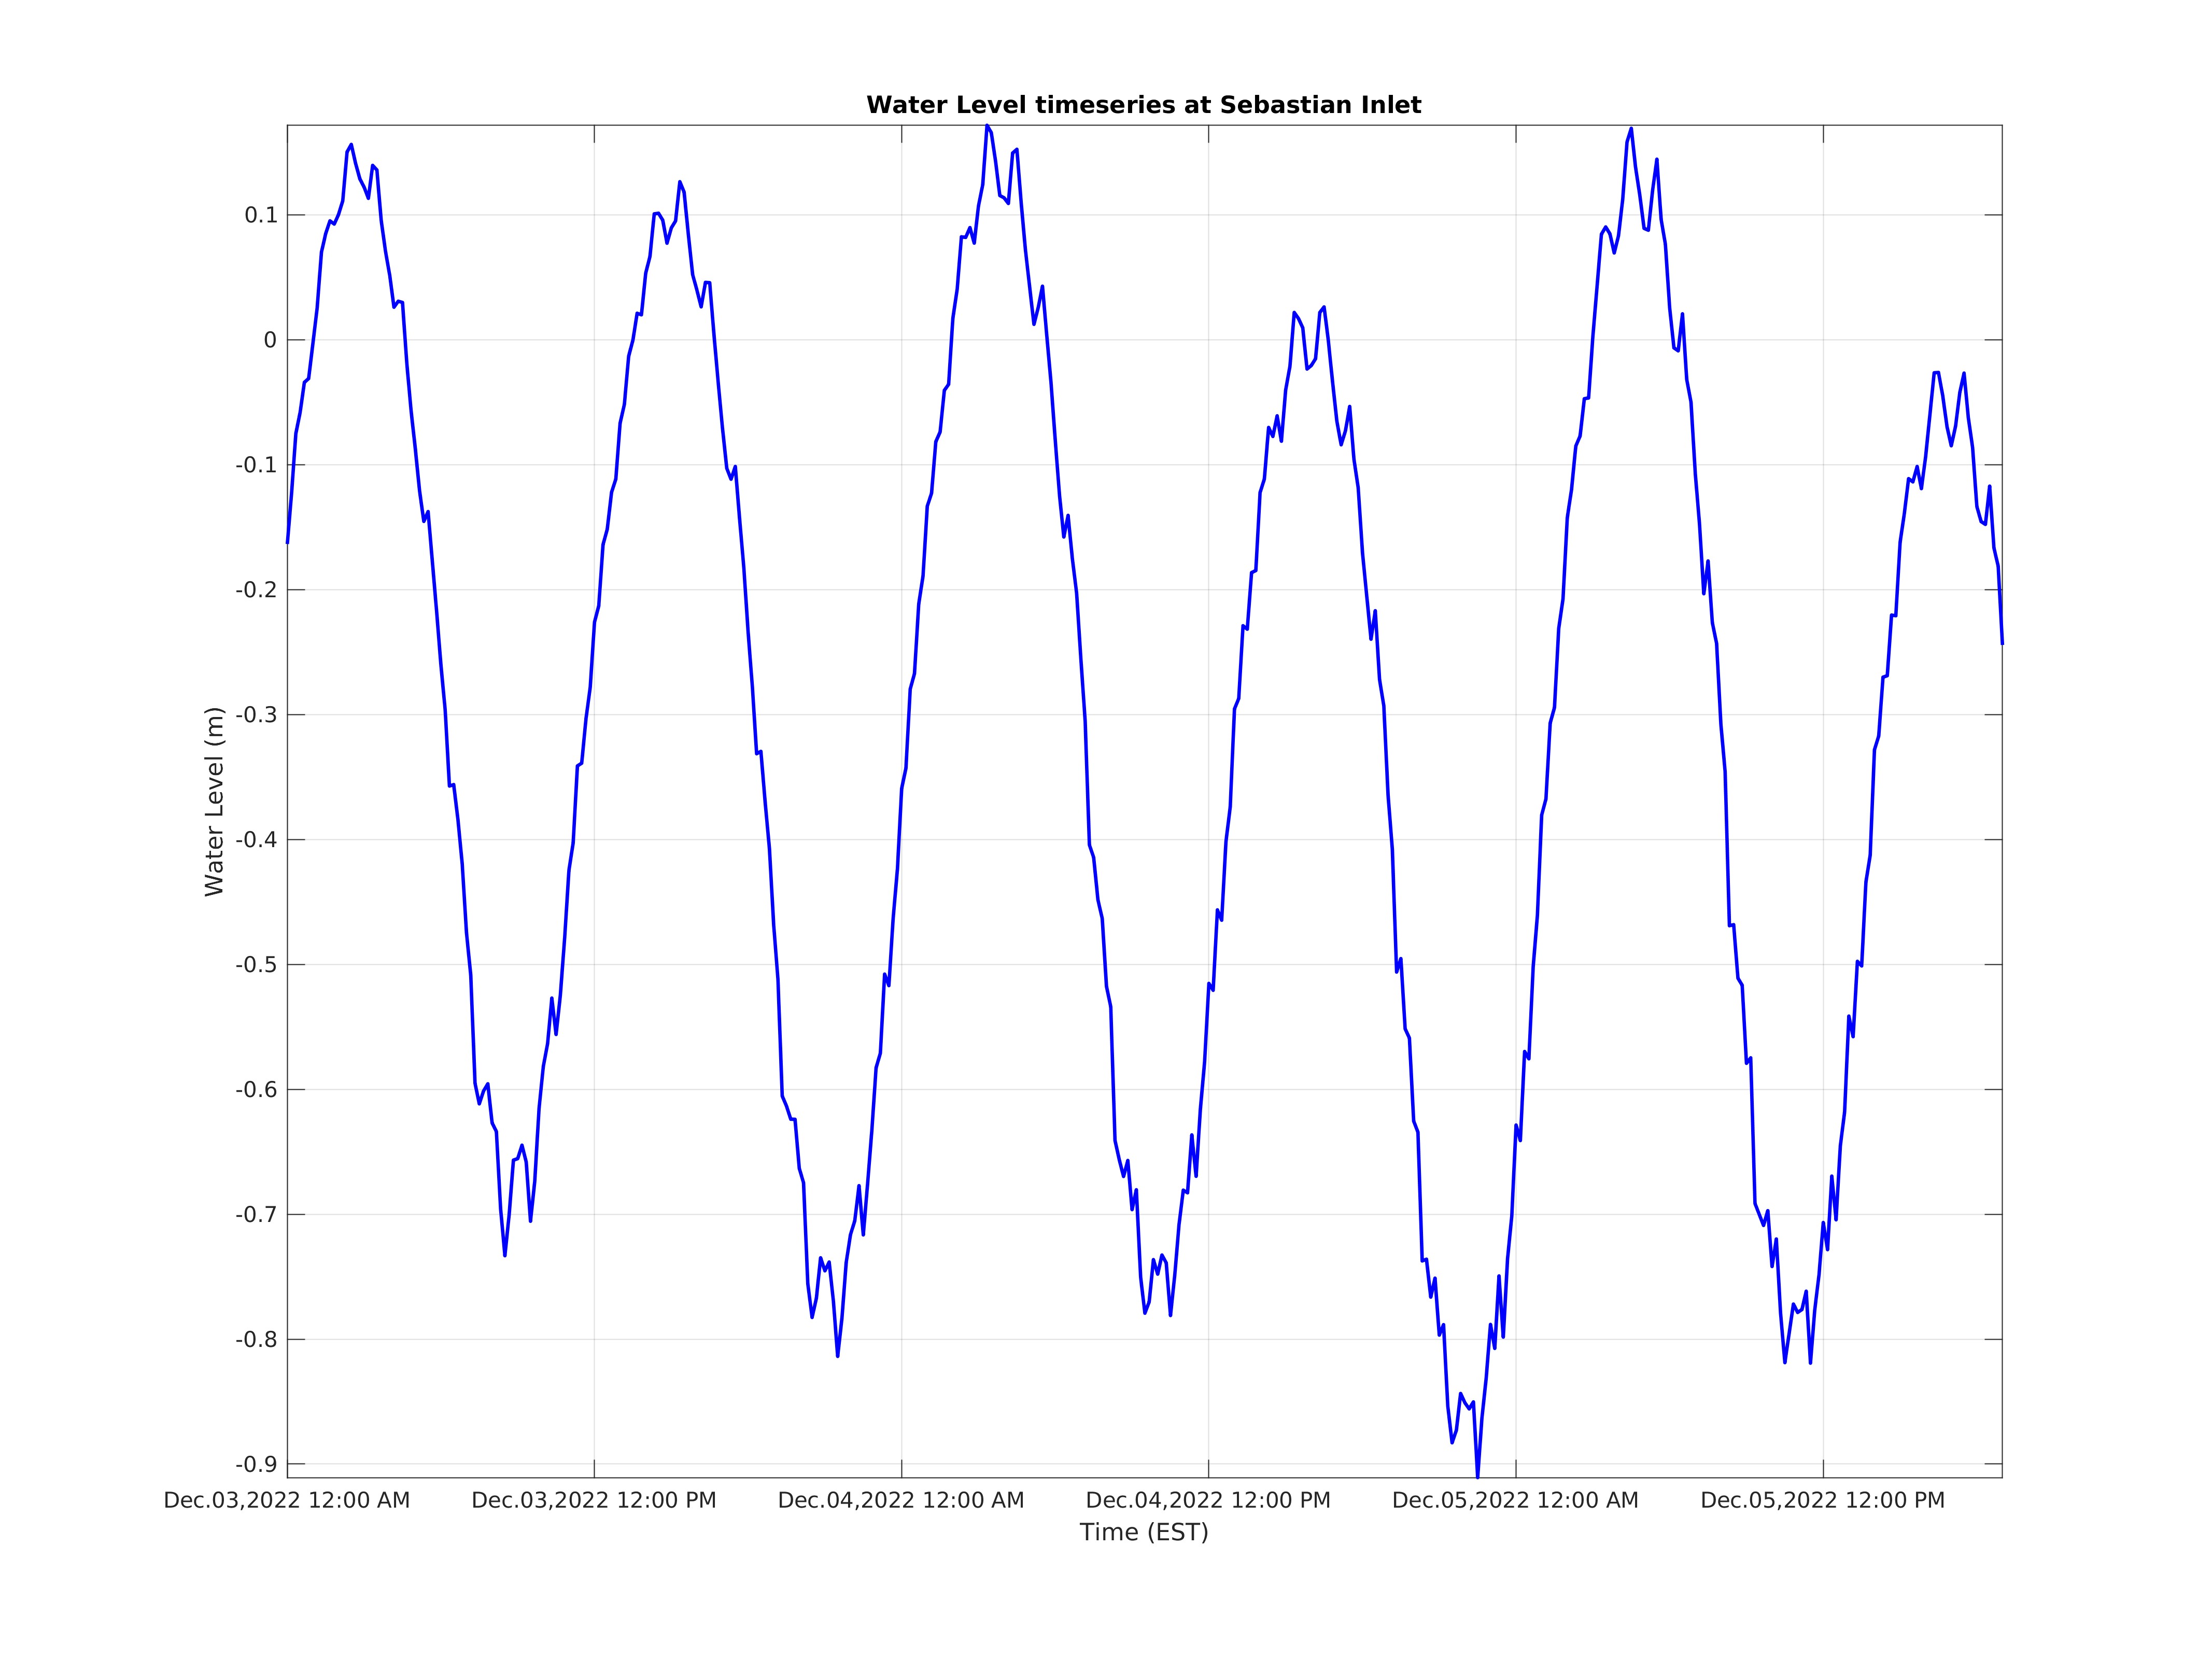 Water Level timeseries at Sebastian Inlet
0.1
0
-0.1
-0.2
-0.3
-0.4
-0.5
-0.6
-0.7
-0.8
-0.9
Water Level (m)
Dec.03,2022 12:00 AM
Dec.03,2022 12:00 PM
Dec.04,2022 12:00 AM
Dec.04,2022 12:00 PM
Dec.05,2022 12:00 AM
Dec.05,2022 12:00 PM
Time (EST)